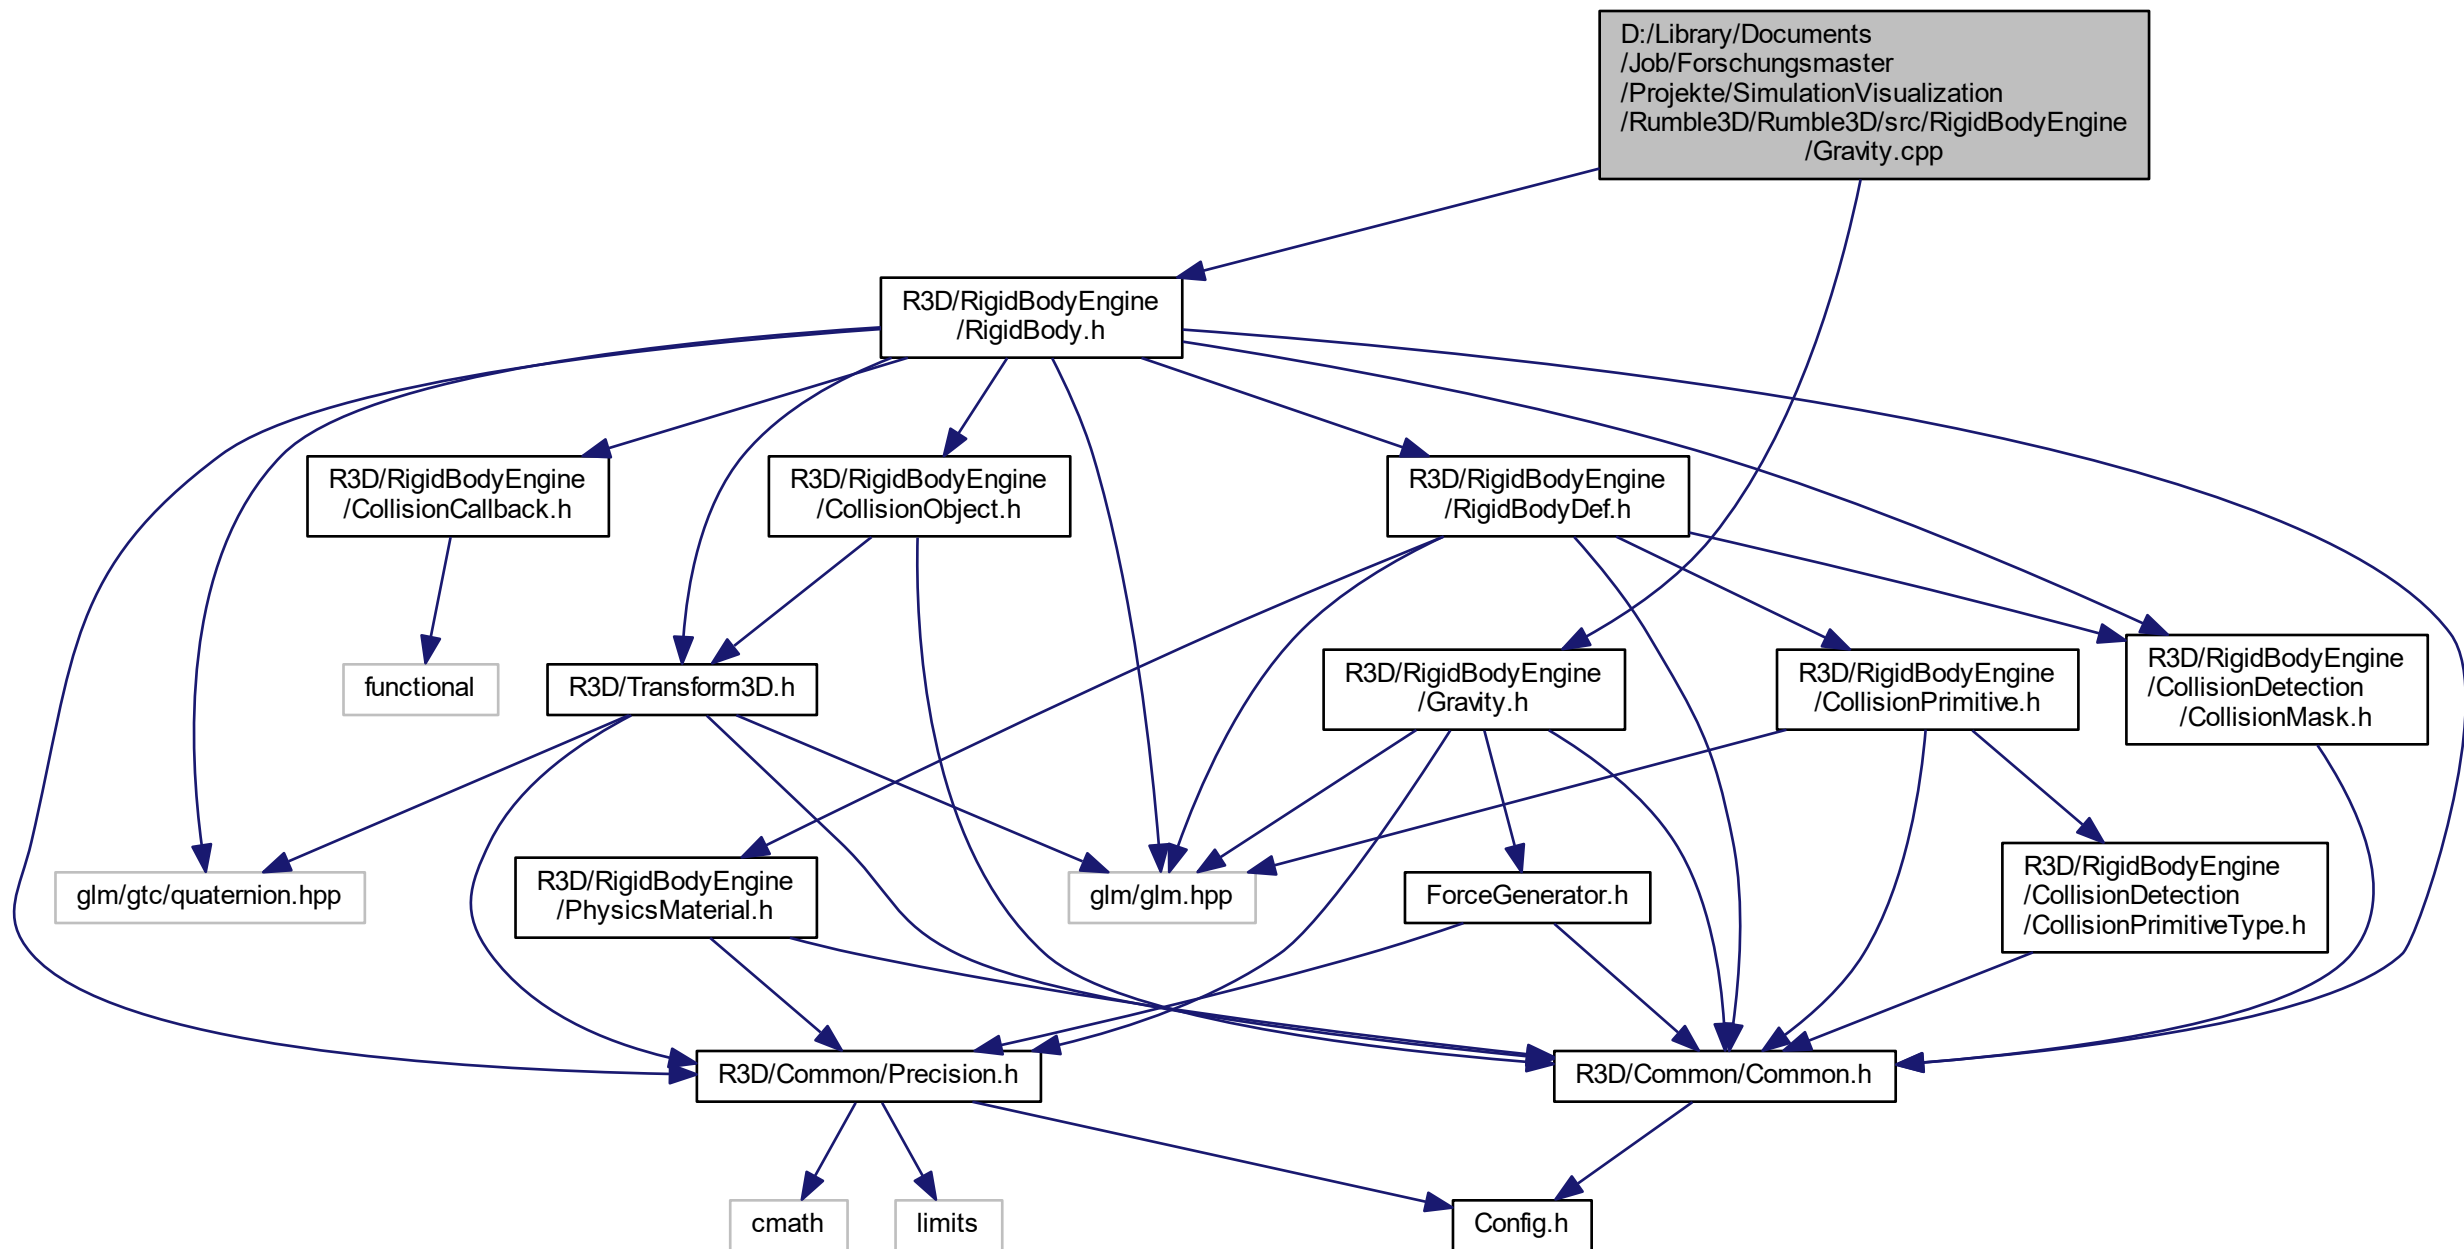 D:/Library/Documents
/Job/Forschungsmaster
/Projekte/SimulationVisualization
/Rumble3D/Rumble3D/src/RigidBodyEngine
/Gravity.cpp
R3D/RigidBodyEngine
/RigidBody.h
R3D/RigidBodyEngine
/CollisionCallback.h
R3D/RigidBodyEngine
/CollisionObject.h
R3D/RigidBodyEngine
/RigidBodyDef.h
functional
R3D/Transform3D.h
R3D/RigidBodyEngine
/Gravity.h
R3D/RigidBodyEngine
/CollisionPrimitive.h
R3D/RigidBodyEngine
/CollisionDetection
/CollisionMask.h
glm/gtc/quaternion.hpp
R3D/RigidBodyEngine
/PhysicsMaterial.h
glm/glm.hpp
ForceGenerator.h
R3D/RigidBodyEngine
/CollisionDetection
/CollisionPrimitiveType.h
R3D/Common/Precision.h
R3D/Common/Common.h
cmath
limits
Config.h